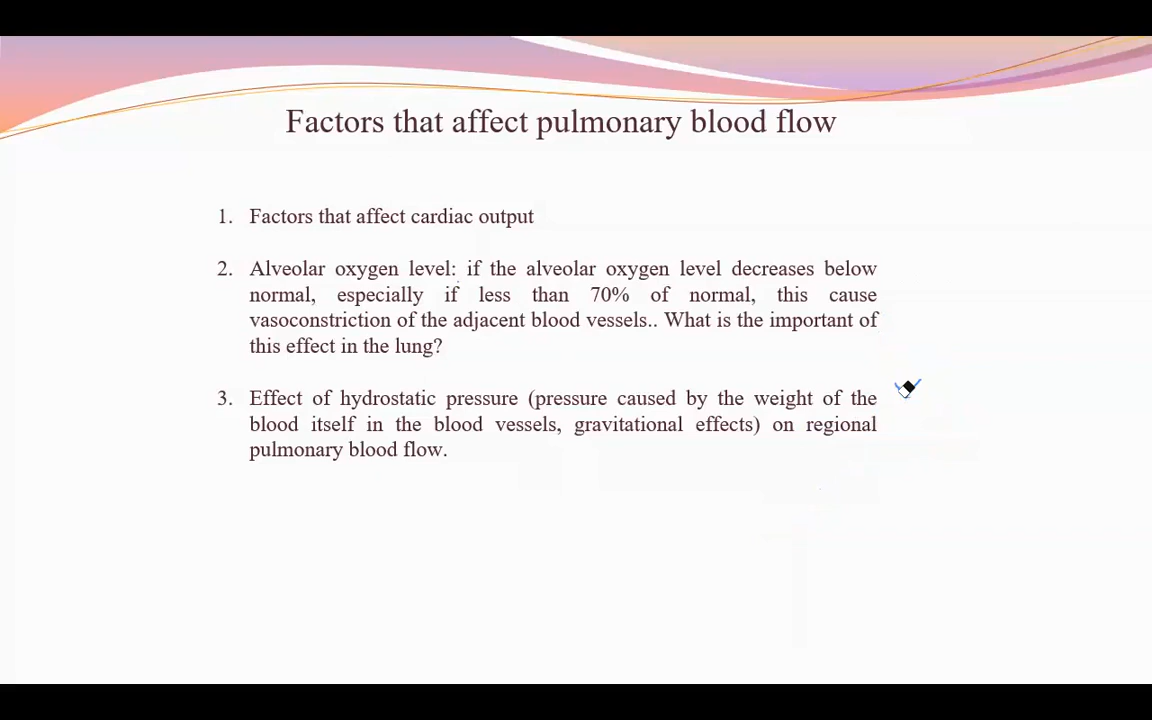 Factors that affect pulmonary blood flow
1. Factors that affect cardiac output
2. Alveolar oxygen level: if the alveolar oxygen level decreases below
normal, especially if less than 70% of normal, this cause
vasoconstriction of the adjacent blood vessels.. What is the important of
this effect in the lung?
3. Effect of hydrostatic pressure (pressure caused by the weight of the
blood itself in the blood vessels, gravitational effects) on regional
pulmonary blood flow.